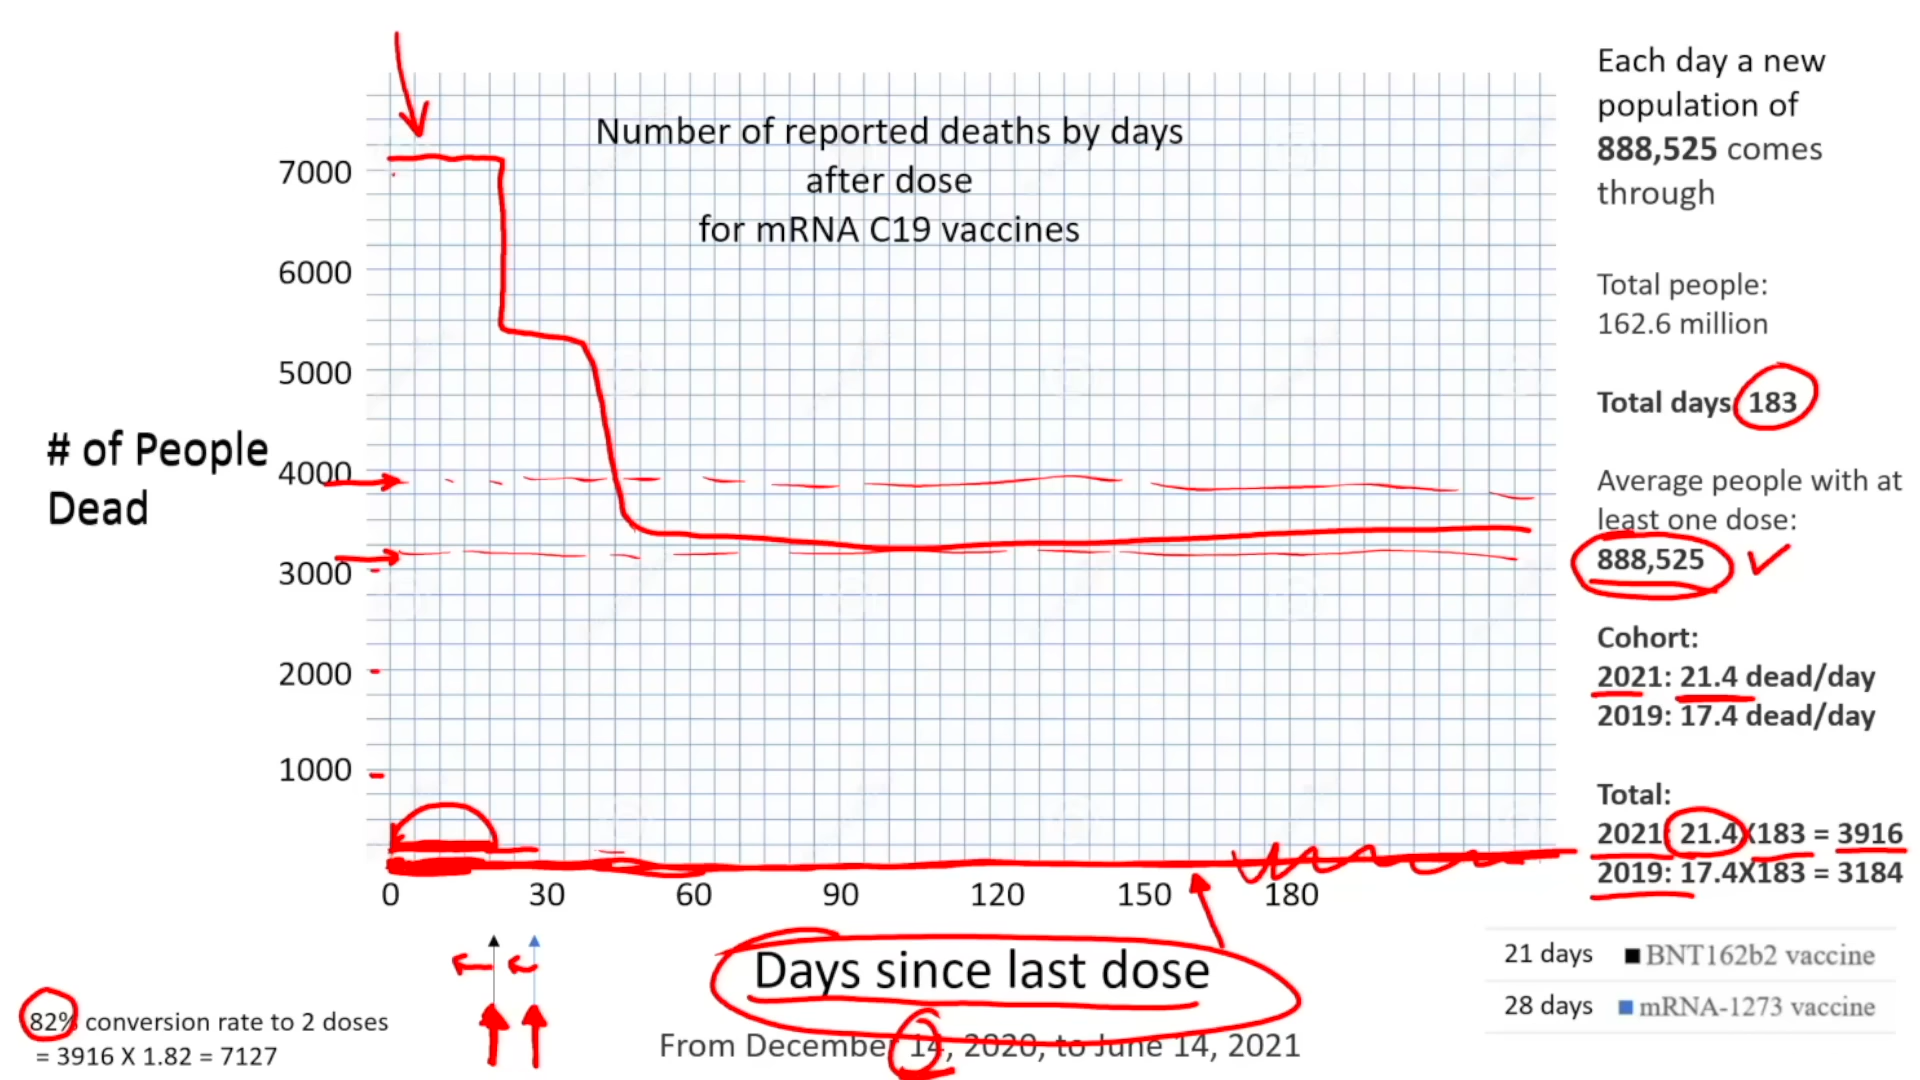 Number of reported deaths by days
after dose
for mRNA C19 vaccines
7000
6000
5000
4000
3000
2000
1000
# of People
Dead
0 30 60 90 120 150 180
Days since last dose
From December 14, 2020, to June 14, 2021
82% conversion rate to 2 doses
= 3916 X 1.82 = 7127
Each day a new
population of
888,525 comes
through
Total people:
162.6 million
Total days 183
Average people with at
least one dose:
888,525
Cohort:
2021: 21.4 dead/day
2019: 17.4 dead/day
Total:
2021: 21.4X183 = 3916
2019: 17.4X183 = 3184
21 days BNT162b2 vaccine
28 days mRNA-1273 vaccine